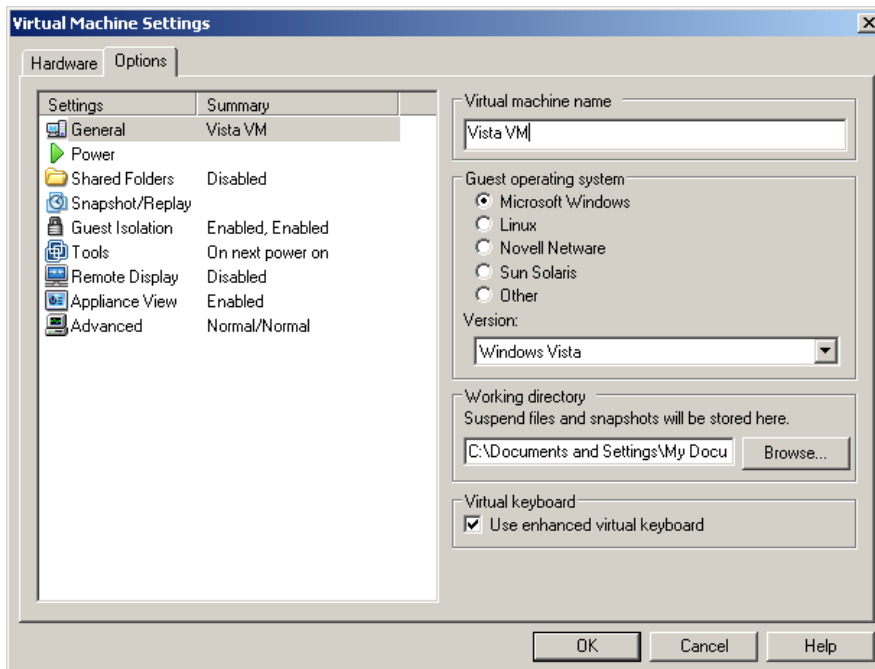 Virtual Machine Settings
Hardware
Options
Settings Summary
General Vista VM
Power
Shared Folders Disabled
Snapshot/Replay
Guest Isolation Enabled, Enabled
Tools On next power on
Remote Display Disabled
Appliance View Enabled
Advanced Normal/Normal
Virtual machine name
Vista VM
Guest operating system
Microsoft Windows
Linux
Novell Netware
Sun Solaris
Other
Version:
Windows Vista
Working directory
Suspend files and snapshots will be stored here.
C:\Documents and Settings\My Docu
Browse...
Virtual keyboard
Use enhanced virtual keyboard
OK Cancel Help